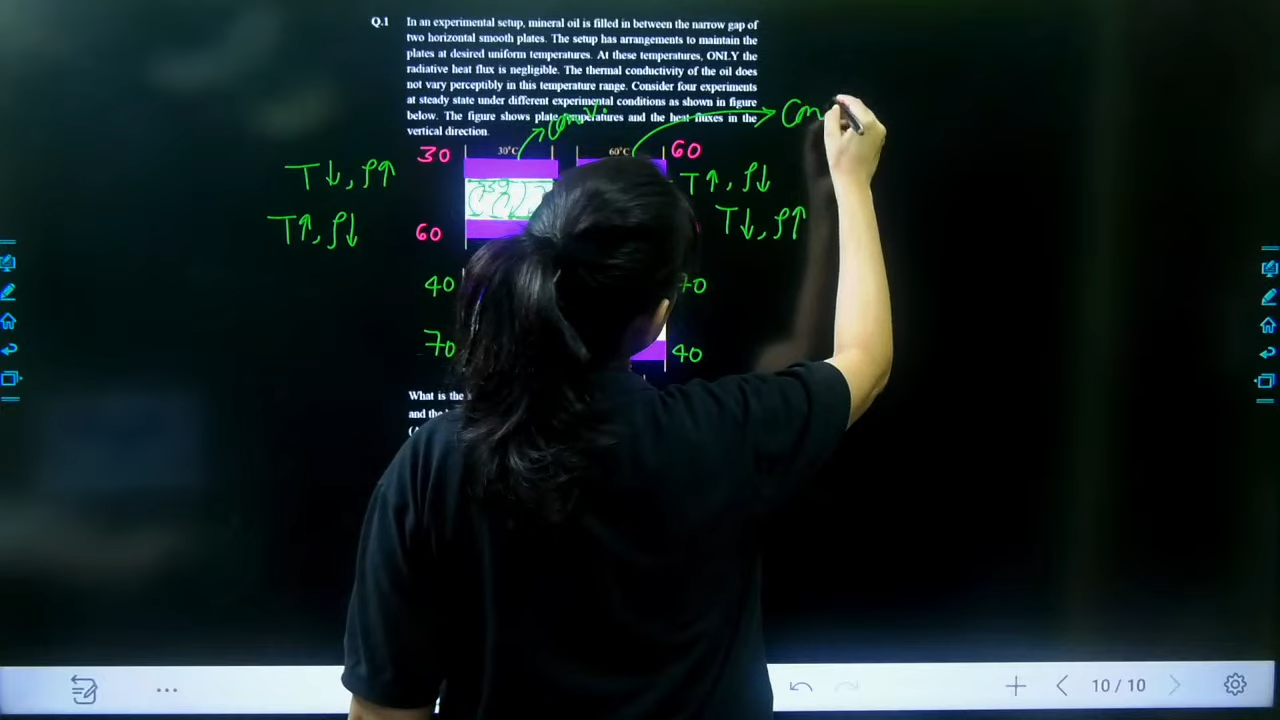 Q.1 In an experimental setup, mineral oil is filled in between the narrow gap of
two horizontal smooth plates. The setup has arrangements to maintain the
plates at desired uniform temperatures. At these temperatures, ONLY the
radiative heat flux is negligible. The thermal conductivity of the oil does
not vary perceptibly in this temperature range. Consider four experiments
at steady state under different experimental conditions as shown in figure
below. The figure shows plate temperatures and the heat fluxes in the
vertical direction.
Conv.
Con
30 30°C 60°C 60
T↓, ρ↑ T↑, ρ↓
T↑, ρ↓ 60 T↓, ρ↑
40 70
70 40
What is the
and the
10 / 10